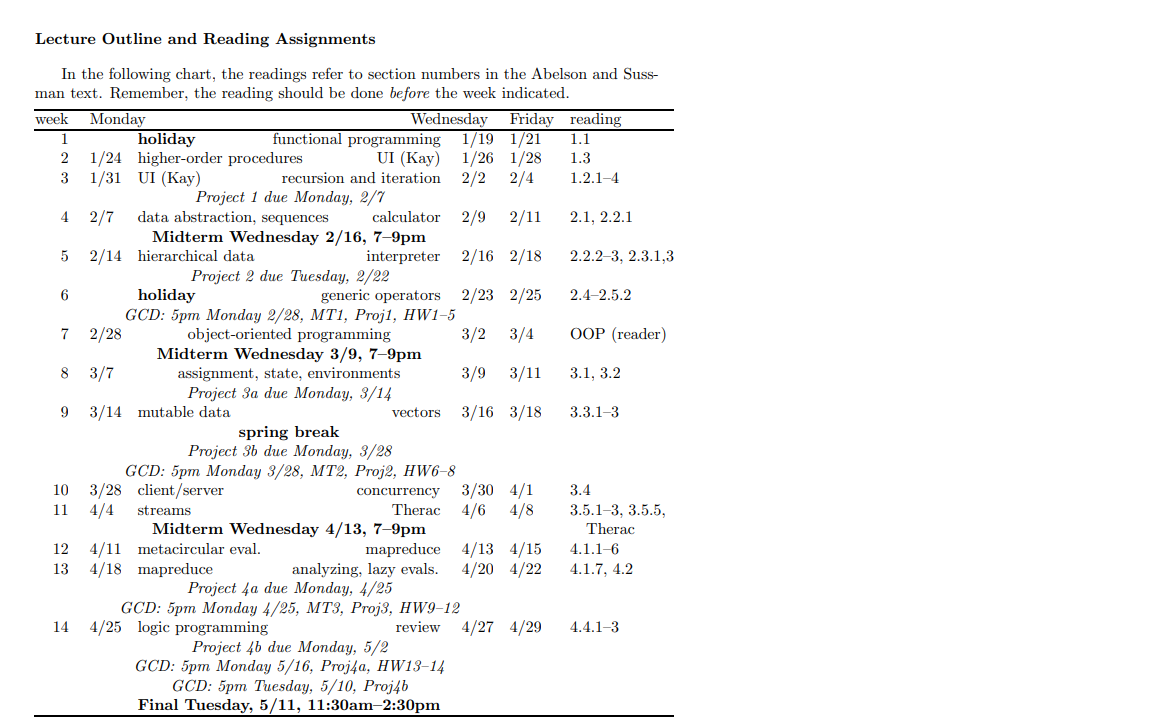 Lecture Outline and Reading Assignments
In the following chart, the readings refer to section numbers in the Abelson and Suss-
man text. Remember, the reading should be done before the week indicated.
week Monday Wednesday Friday reading
1 holiday functional programming 1/19 1/21 1.1
2 1/24 higher-order procedures UI (Kay) 1/26 1/28 1.3
3 1/31 UI (Kay) recursion and iteration 2/2 2/4 1.2.1–4
Project 1 due Monday, 2/7
4 2/7 data abstraction, sequences calculator 2/9 2/11 2.1, 2.2.1
Midterm Wednesday 2/16, 7–9pm
5 2/14 hierarchical data interpreter 2/16 2/18 2.2.2–3, 2.3.1,3
Project 2 due Tuesday, 2/22
6 holiday generic operators 2/23 2/25 2.4–2.5.2
GCD: 5pm Monday 2/28, MT1, Proj1, HW1–5
7 2/28 object-oriented programming 3/2 3/4 OOP (reader)
Midterm Wednesday 3/9, 7–9pm
8 3/7 assignment, state, environments 3/9 3/11 3.1, 3.2
Project 3a due Monday, 3/14
9 3/14 mutable data vectors 3/16 3/18 3.3.1–3
spring break
Project 3b due Monday, 3/28
GCD: 5pm Monday 3/28, MT2, Proj2, HW6–8
10 3/28 client/server concurrency 3/30 4/1 3.4
11 4/4 streams Therac 4/6 4/8 3.5.1–3, 3.5.5,
Midterm Wednesday 4/13, 7–9pm Therac
12 4/11 metacircular eval. mapreduce 4/13 4/15 4.1.1–6
13 4/18 mapreduce analyzing, lazy evals. 4/20 4/22 4.1.7, 4.2
Project 4a due Monday, 4/25
GCD: 5pm Monday 4/25, MT3, Proj3, HW9–12
14 4/25 logic programming review 4/27 4/29 4.4.1–3
Project 4b due Monday, 5/2
GCD: 5pm Monday 5/16, Proj4a, HW13–14
GCD: 5pm Tuesday, 5/10, Proj4b
Final Tuesday, 5/11, 11:30am–2:30pm